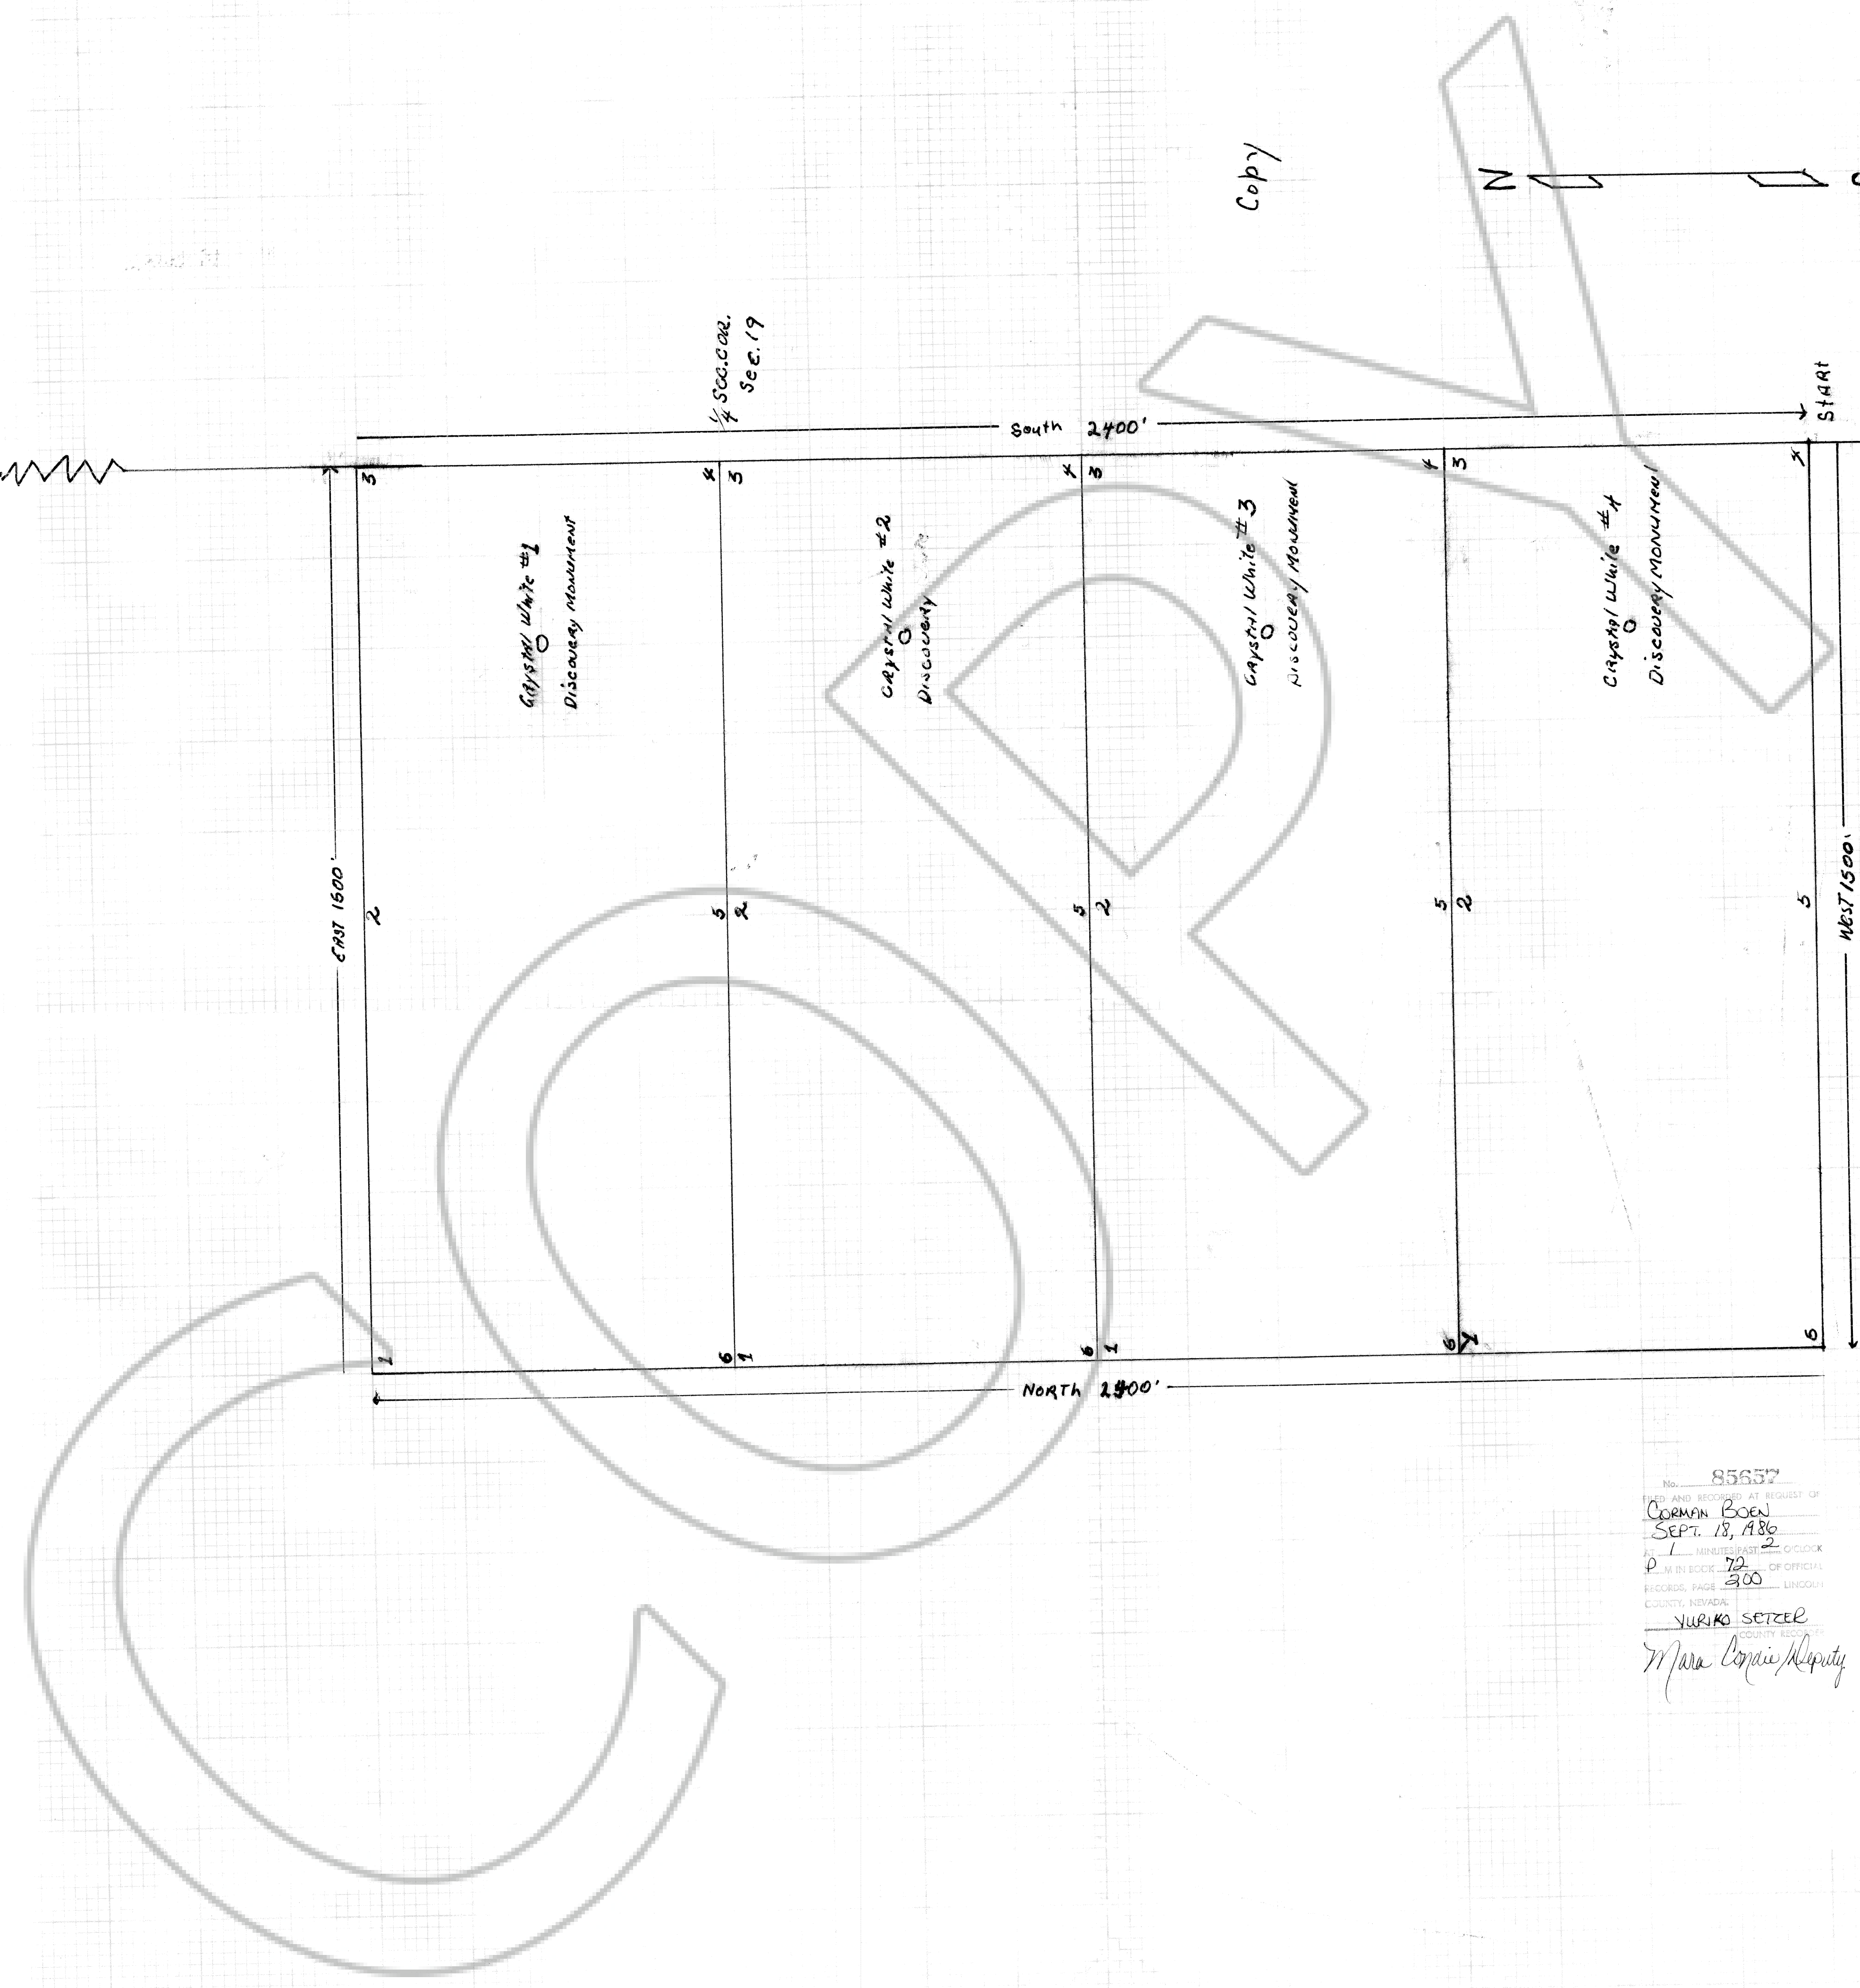 Copy
N
1/4 Sec. COR.
Sec. 19
South 2400'
START
EAST 1500'
3
4
3
4
3
4
3
4
Crystal White #1
Discovery Monument
Crystal White #2
Discovery
Crystal White #3
Discovery Monument
Crystal White #4
Discovery Monument
2
5
2
5
2
5
2
5
WEST 1500'
1
6
1
6
1
6
1
6
NORTH 2400'
COPY
No. 85657
FILED AND RECORDED AT REQUEST OF
CORMAN BOEN
SEPT. 18, 1986
AT 1 MINUTES PAST 2 O'CLOCK
P M IN BOOK 72 OF OFFICIAL
RECORDS, PAGE 200 LINCOLN
COUNTY, NEVADA.
YURIKO SETZER
COUNTY RECORDER
Mara Condie/Deputy